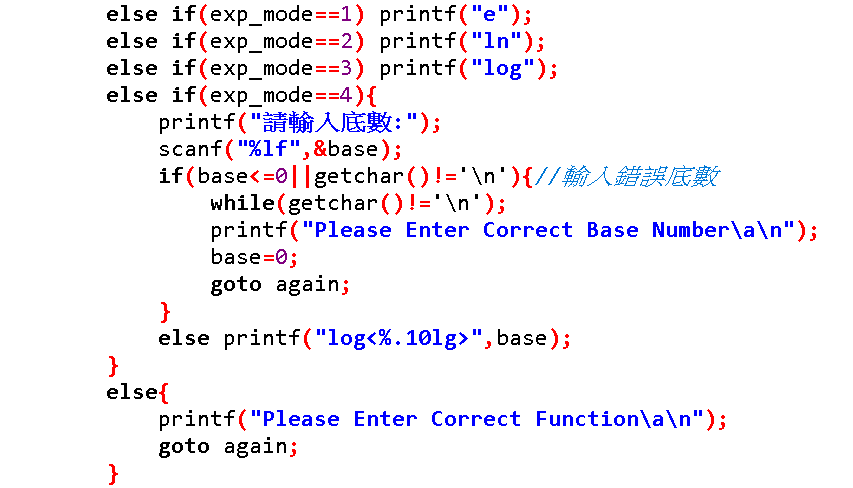 else if(exp_mode==1) printf("e");
else if(exp_mode==2) printf("ln");
else if(exp_mode==3) printf("log");
else if(exp_mode==4){
printf("請輸入底數:");
scanf("%lf",&base);
if(base<=0||getchar()!='\n'){//輸入錯誤底數
while(getchar()!='\n');
printf("Please Enter Correct Base Number\a\n");
base=0;
goto again;
}
else printf("log<%.10lg>",base);
}
else{
printf("Please Enter Correct Function\a\n");
goto again;
}